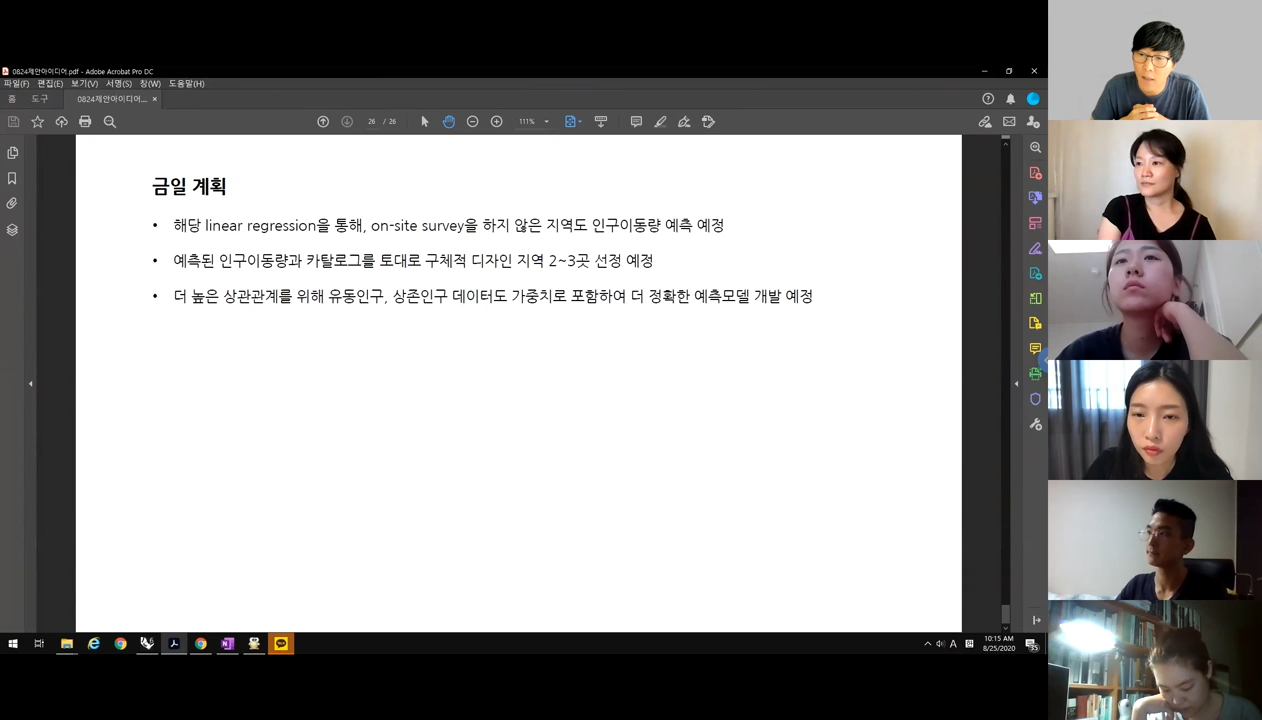 0824제안아이디어.pdf - Adobe Acrobat Pro DC
파일(F) 편집(E) 보기(V) 서명(S) 창(W) 도움말(H)
홈 도구 0824제안아이디어... ×
26 / 26 111%
금일 계획
• 해당 linear regression을 통해, on-site survey을 하지 않은 지역도 인구이동량 예측 예정
• 예측된 인구이동량과 카탈로그를 토대로 구체적 디자인 지역 2~3곳 선정 예정
• 더 높은 상관관계를 위해 유동인구, 상존인구 데이터도 가중치로 포함하여 더 정확한 예측모델 개발 예정
A 10:15 AM
8/25/2020